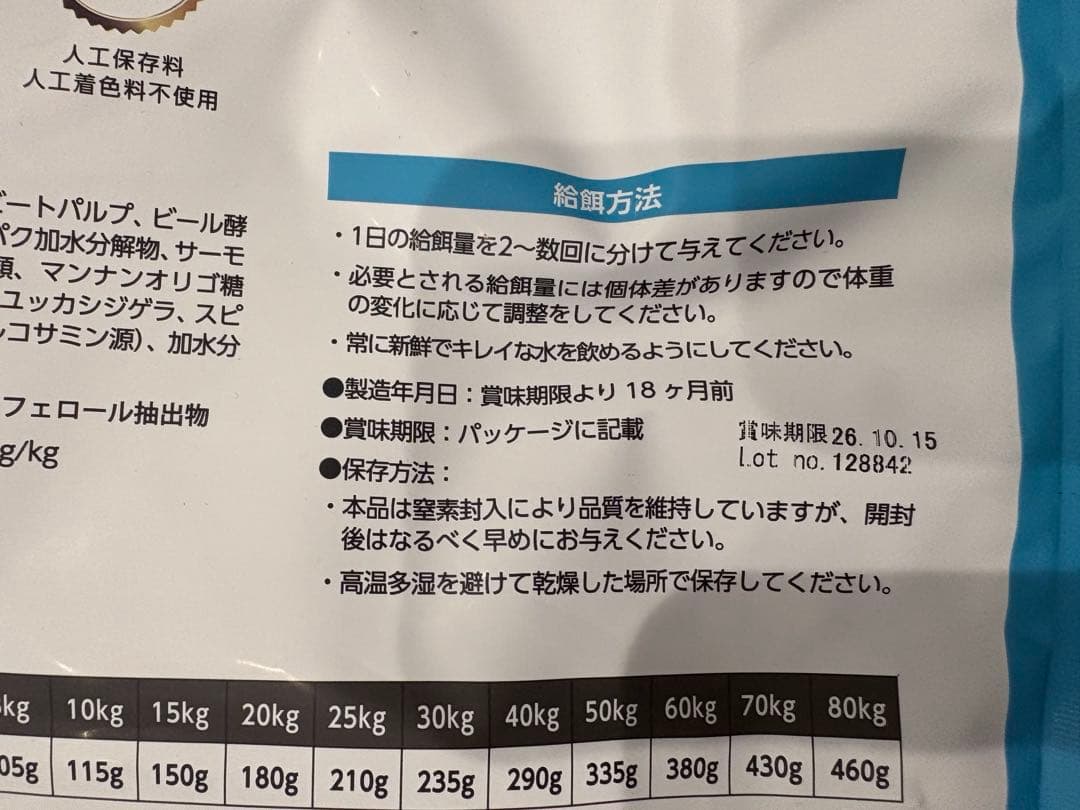 人工保存料
人工着色料不使用
ートパルプ、ビール酵
パク加水分解物、サーモ
類、マンナンオリゴ糖
ユッカシジゲラ、スピ
コサミン源)、加水分
フェロール抽出物
g/kg
給餌方法
・1日の給餌量を2〜数回に分けて与えてください。
・必要とされる給餌量には個体差がありますので体重
の変化に応じて調整をしてください。
・常に新鮮でキレイな水を飲めるようにしてください。
●製造年月日：賞味期限より 18 ヶ月前
●賞味期限：パッケージに記載
賞味期限26.10.15
Lot no.128842
●保存方法：
・本品は窒素封入により品質を維持していますが、開封
後はなるべく早めにお与えください。
・高温多湿を避けて乾燥した場所で保存してください。
kg 10kg 15kg 20kg 25kg 30kg 40kg 50kg 60kg 70kg 80kg
05g 115g 150g 180g 210g 235g 290g 335g 380g 430g 460g